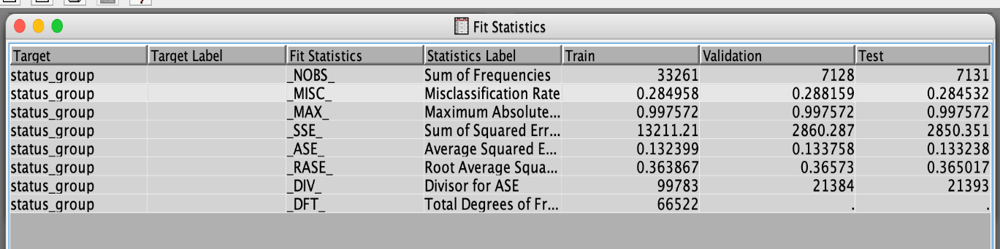 Fit Statistics
Target Target Label Fit Statistics Statistics Label Train Validation Test
status_group _NOBS_ Sum of Frequencies 33261 7128 7131
status_group _MISC_ Misclassification Rate 0.284958 0.288159 0.284532
status_group _MAX_ Maximum Absolute... 0.997572 0.997572 0.997572
status_group _SSE_ Sum of Squared Err... 13211.21 2860.287 2850.351
status_group _ASE_ Average Squared E... 0.132399 0.133758 0.133238
status_group _RASE_ Root Average Squa... 0.363867 0.36573 0.365017
status_group _DIV_ Divisor for ASE 99783 21384 21393
status_group _DFT_ Total Degrees of Fr... 66522 . .